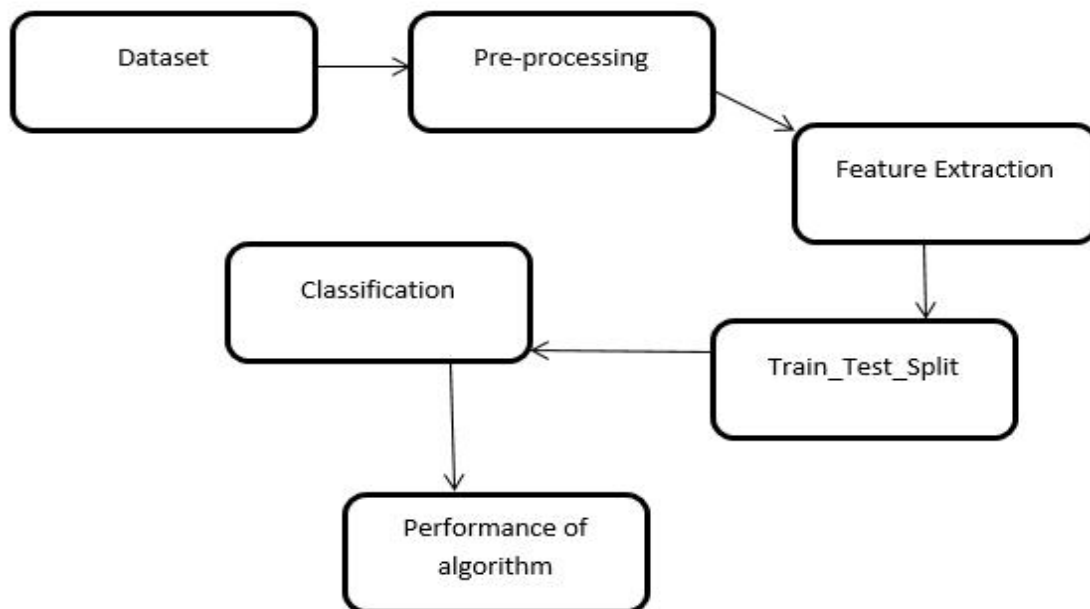 Dataset
Pre-processing
Feature Extraction
Train_Test_Split
Classification
Performance of
algorithm